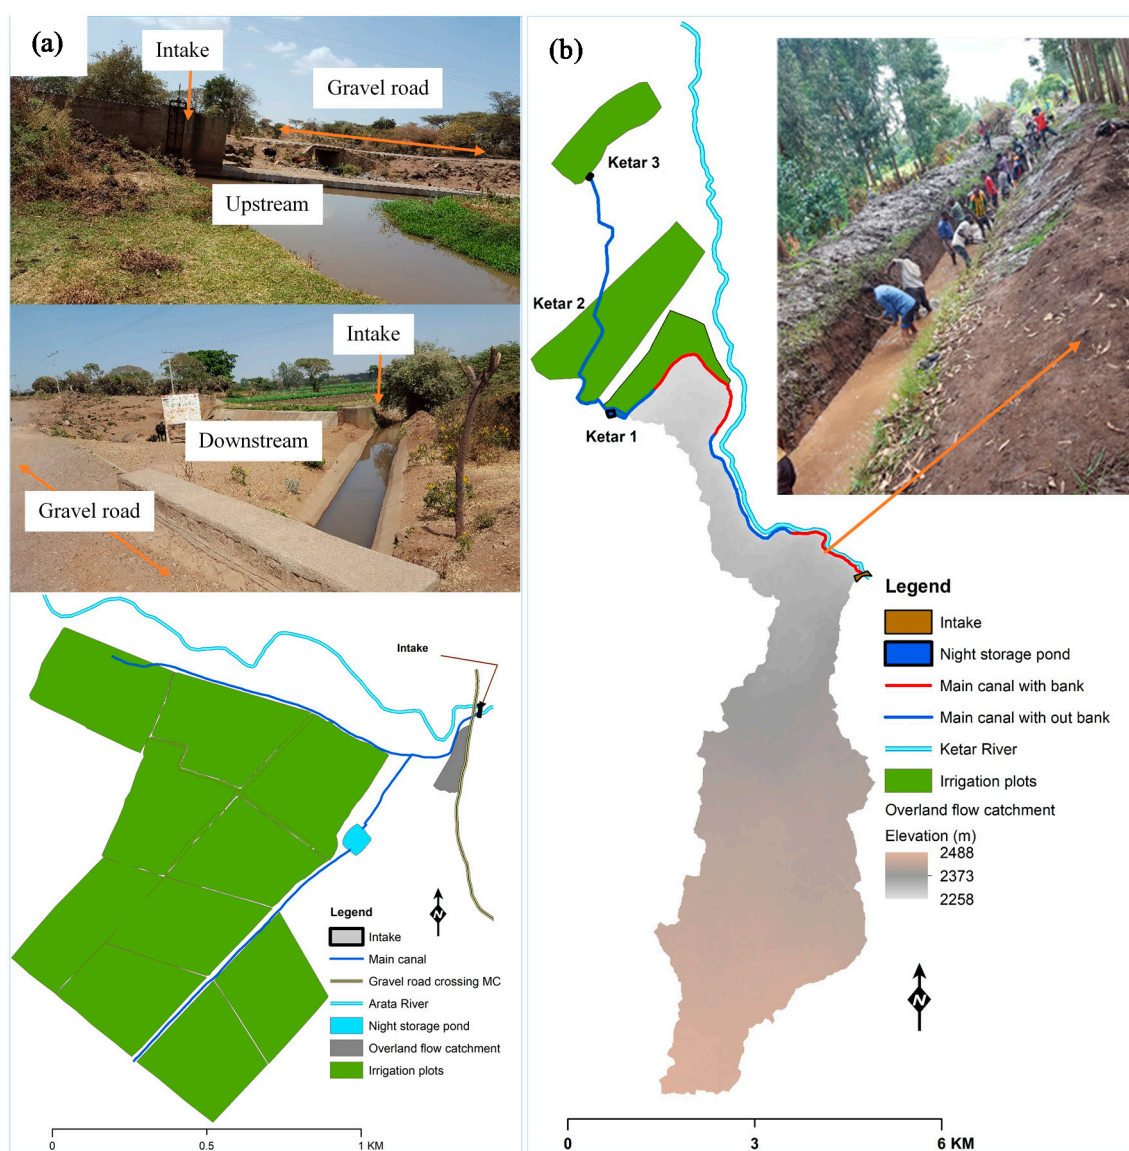 (a)
Intake
Gravel road
Upstream
Intake
Downstream
Gravel road
Intake
N
Legend
Intake
Main canal
Gravel road crossing MC
Arata River
Night storage pond
Overland flow catchment
Irrigation plots
0 0.5 1 KM
(b)
Ketar 3
Ketar 2
Ketar 1
Legend
Intake
Night storage pond
Main canal with bank
Main canal with out bank
Ketar River
Irrigation plots
Overland flow catchment
Elevation (m)
2488
2373
2258
N
0 3 6 KM